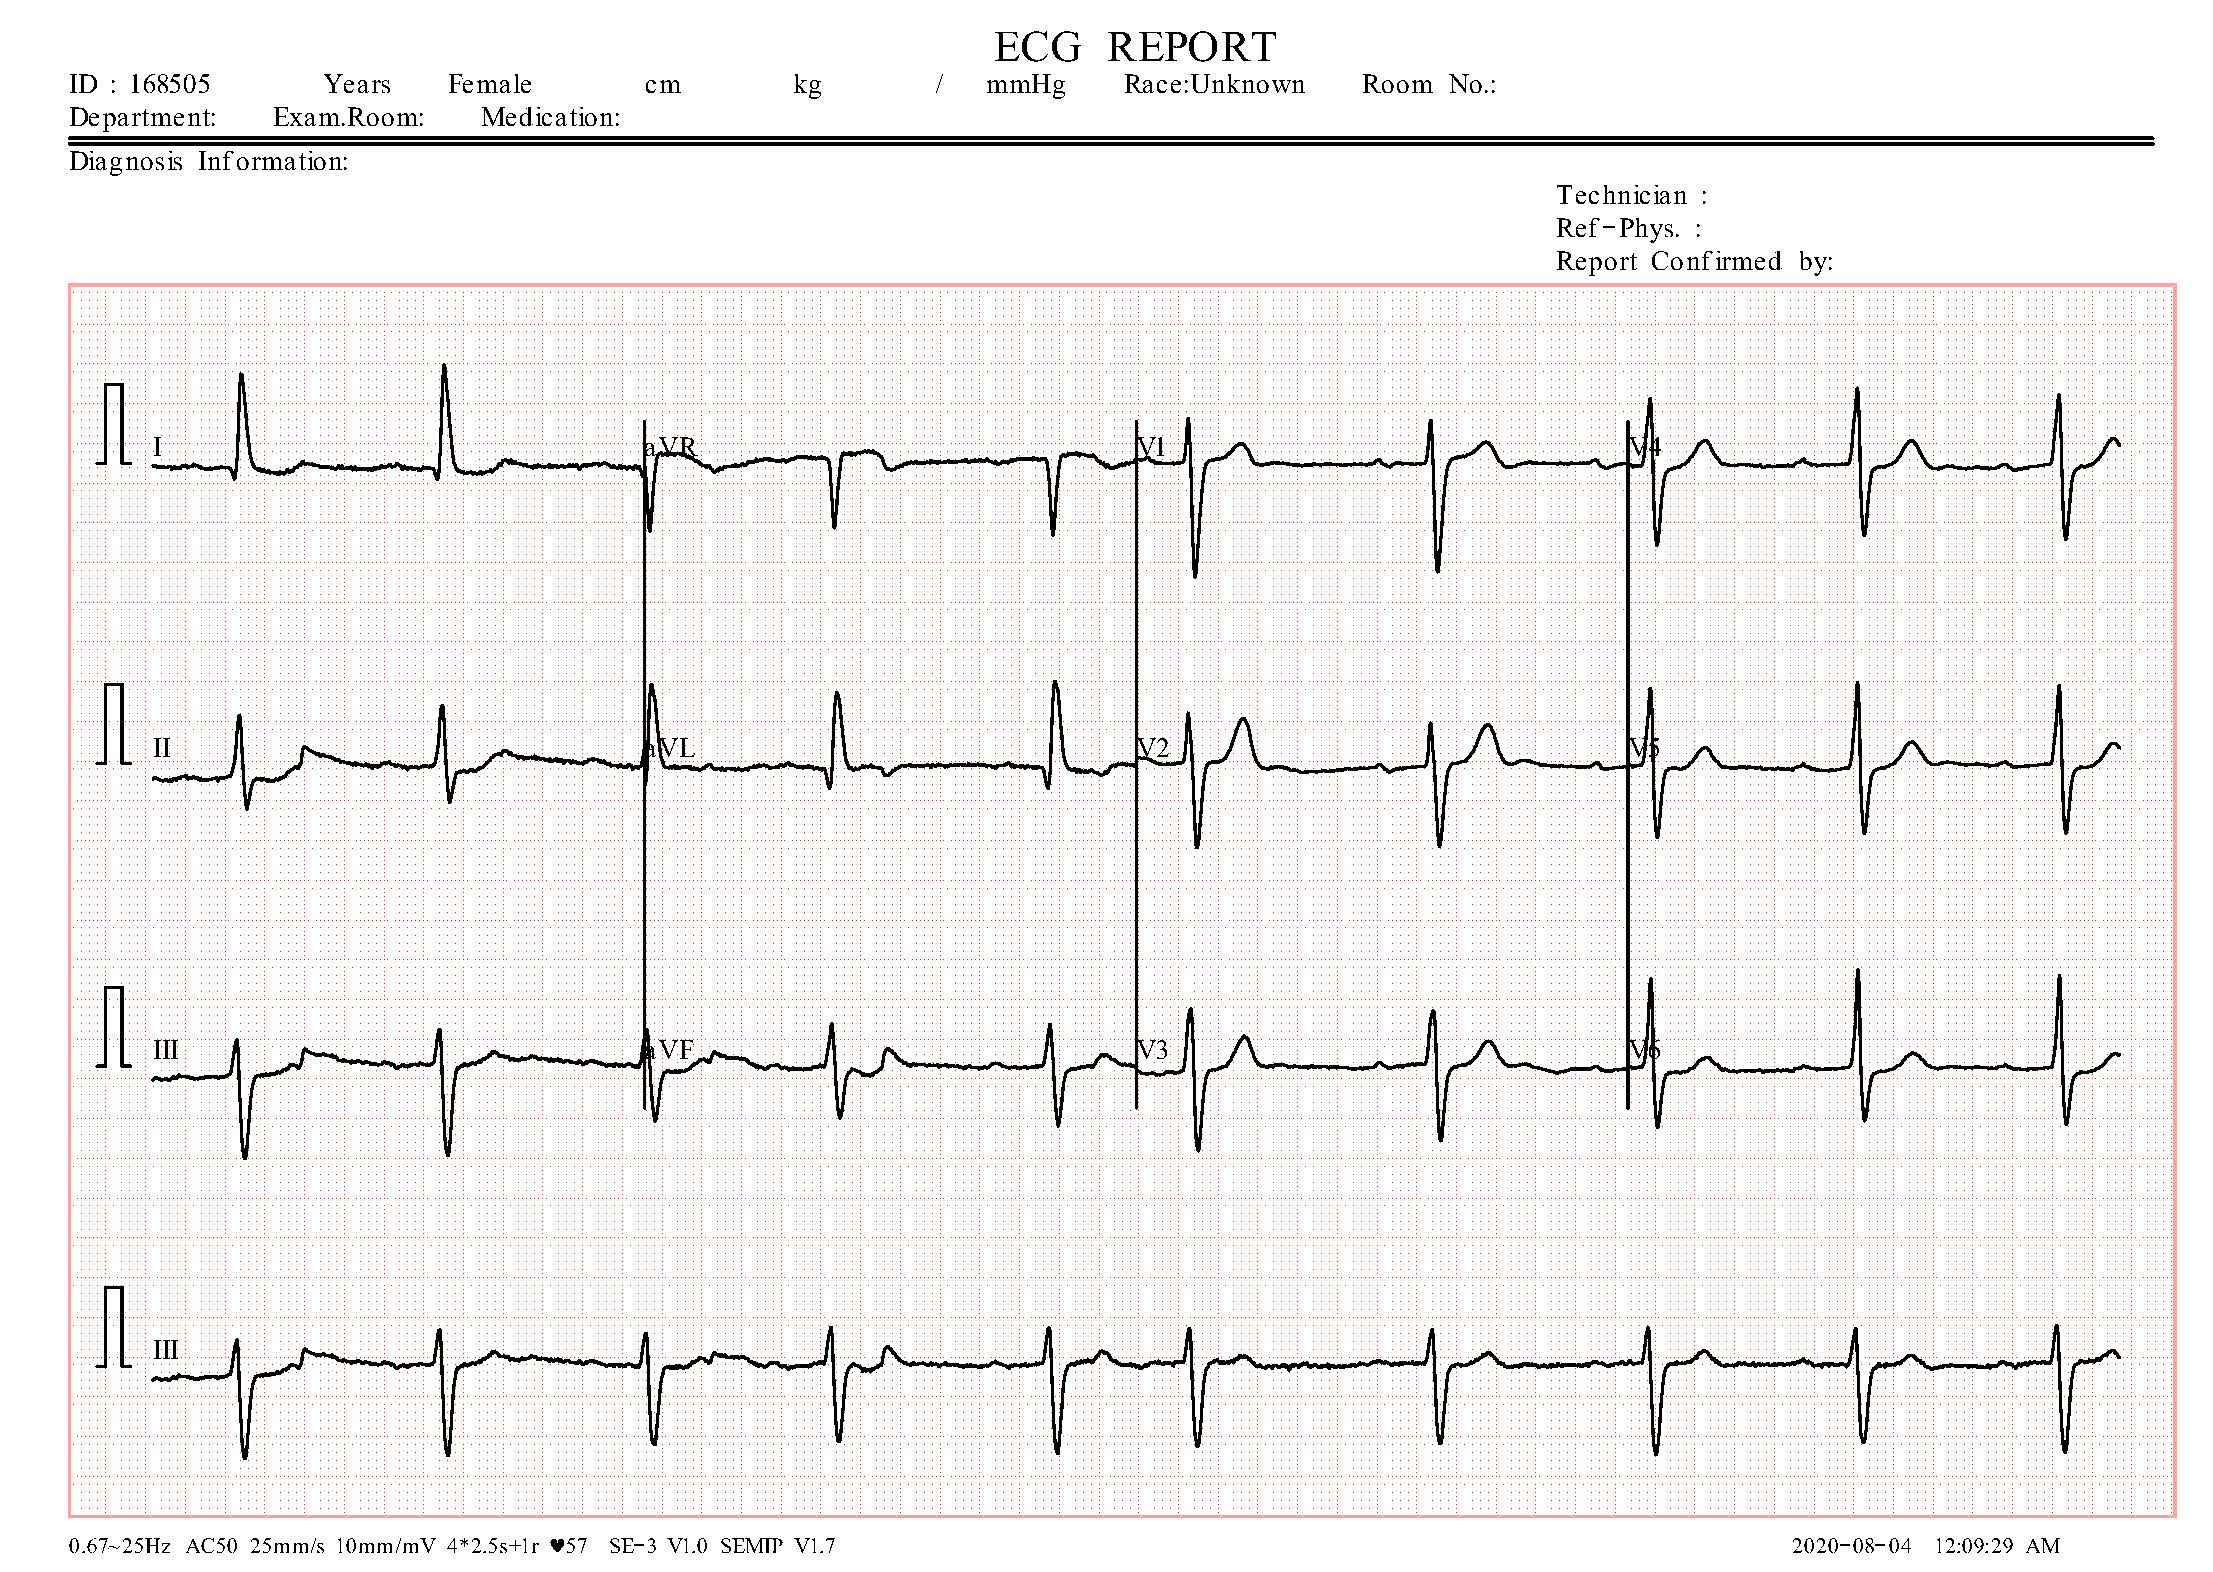 ECG REPORT
ID : 168505 Years Female cm kg / mmHg Race:Unknown Room No.:
Department: Exam.Room: Medication:
Diagnosis Information:
Technician :
Ref-Phys. :
Report Confirmed by:
I aVR V1 V4
II aVL V2 V5
III aVF V3 V6
III
0.67~25Hz AC50 25mm/s 10mm/mV 4*2.5s+1r ♥57 SE-3 V1.0 SEMIP V1.7 2020-08-04 12:09:29 AM